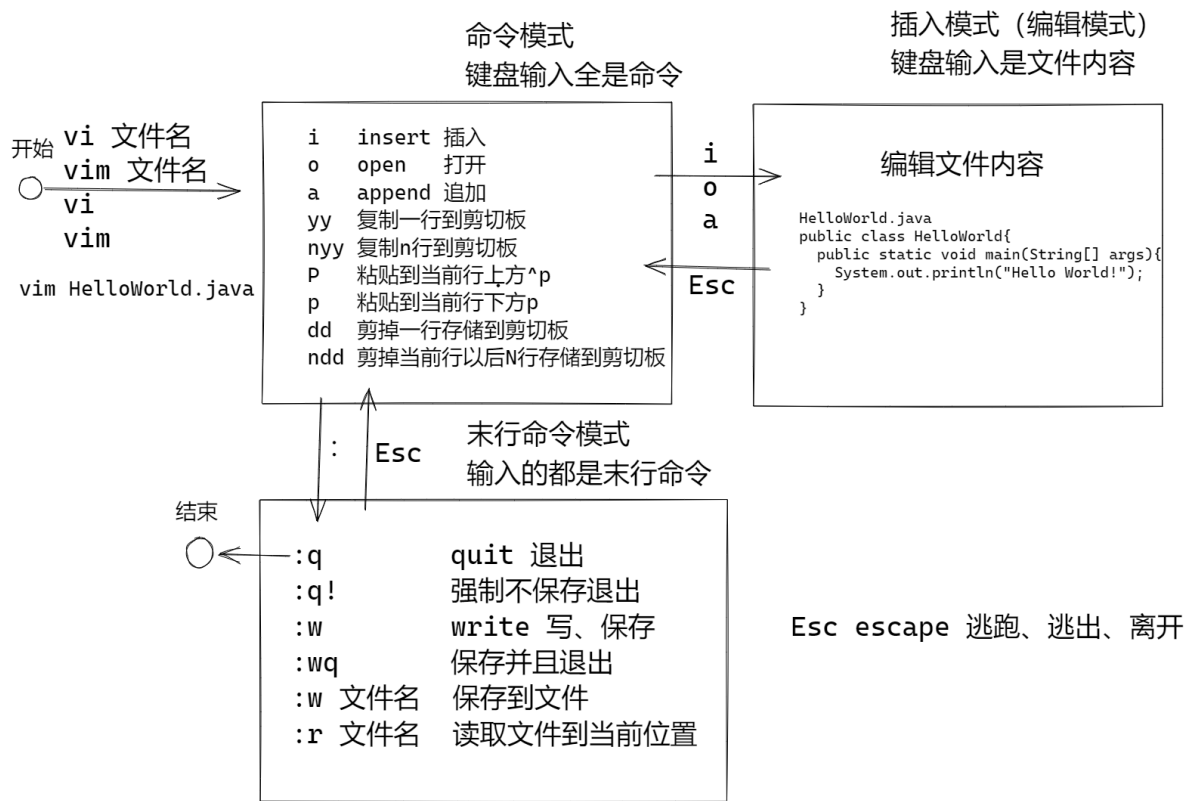 命令模式
键盘输入全是命令
插入模式（编辑模式）
键盘输入是文件内容
开始
vi 文件名
vim 文件名
vi
vim
vim HelloWorld.java
i insert 插入
o open 打开
a append 追加
yy 复制一行到剪切板
nyy 复制n行到剪切板
P 粘贴到当前行上方^p
p 粘贴到当前行下方p
dd 剪掉一行存储到剪切板
ndd 剪掉当前行以后N行存储到剪切板
i
o
a
Esc
编辑文件内容
HelloWorld.java
public class HelloWorld{
public static void main(String[] args){
System.out.println("Hello World!");
}
}
:
Esc
末行命令模式
输入的都是末行命令
结束
:q quit 退出
:q! 强制不保存退出
:w write 写、保存
:wq 保存并且退出
:w 文件名 保存到文件
:r 文件名 读取文件到当前位置
Esc escape 逃跑、逃出、离开